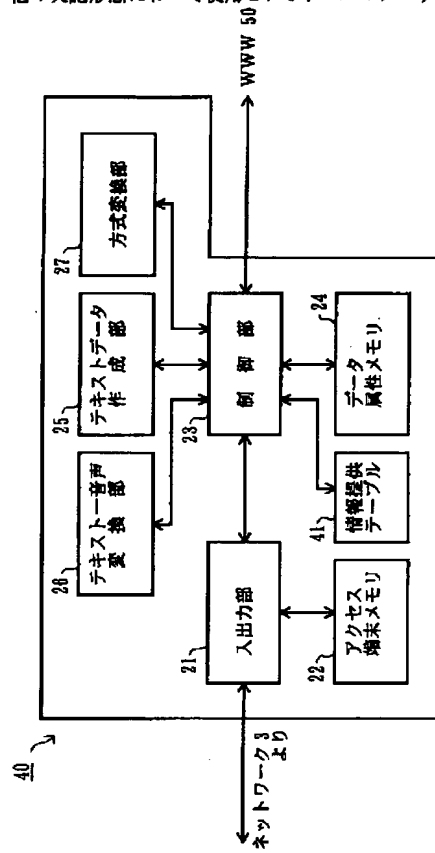 40
ネットワーク3
より
21
入出力部
22
アクセス
端末メモリ
26
テキスト－音声
変換部
25
テキストデータ
作成部
27
方式変換部
23
制御部
41
情報提供
テーブル
24
データ
属性メモリ
WWW 50